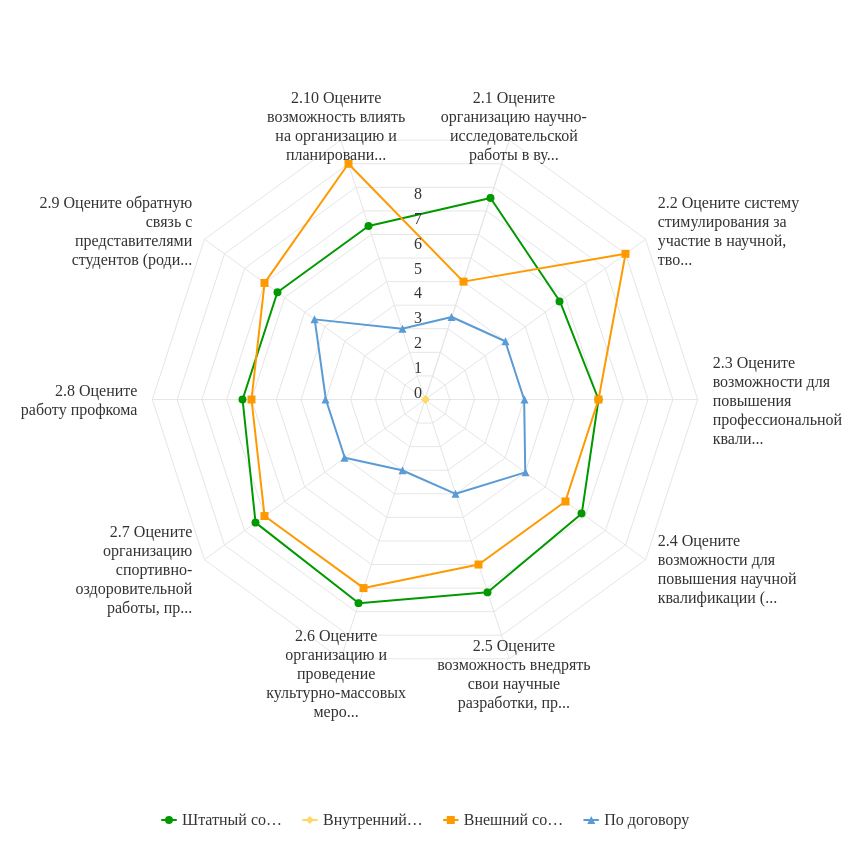 2.10 Оцените
возможность влиять
на организацию и
планировани...
2.1 Оцените
организацию научно-
исследовательской
работы в ву...
2.9 Оцените обратную
связь с
представителями
студентов (роди...
2.2 Оцените систему
стимулирования за
участие в научной,
тво...
8
7
6
5
4
3
2
1
0
2.8 Оцените
работу профкома
2.3 Оцените
возможности для
повышения
профессиональной
квали...
2.7 Оцените
организацию
спортивно-
оздоровительной
работы, пр...
2.4 Оцените
возможности для
повышения научной
квалификации (...
2.6 Оцените
организацию и
проведение
культурно-массовых
меро...
2.5 Оцените
возможность внедрять
свои научные
разработки, пр...
Штатный со… Внутренний… Внешний со… По договору